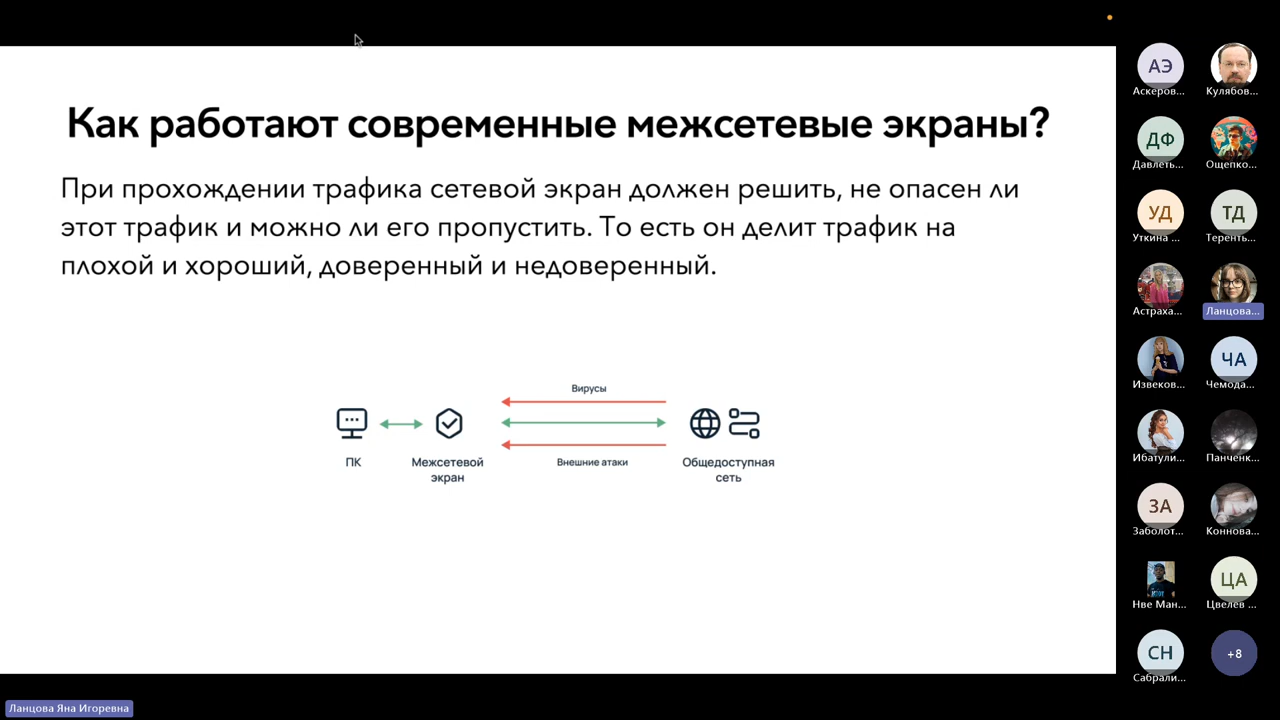 Как работают современные межсетевые экраны?
При прохождении трафика сетевой экран должен решить, не опасен ли
этот трафик и можно ли его пропустить. То есть он делит трафик на
плохой и хороший, доверенный и недоверенный.
Вирусы
ПК
Межсетевой
экран
Внешние атаки
Общедоступная
сеть
АЭ
Аскеров...
Кулябов...
ДФ
Давлеть...
Ощепко...
УД
Уткина ...
ТД
Теренть...
Астраха...
Ланцова...
Извеков...
ЧА
Чемода...
Ибатули...
Панченк...
ЗА
Заболот...
Коннова...
Нве Ман...
ЦА
Цвелев ...
СН
Сабрали...
+8
Ланцова Яна Игоревна